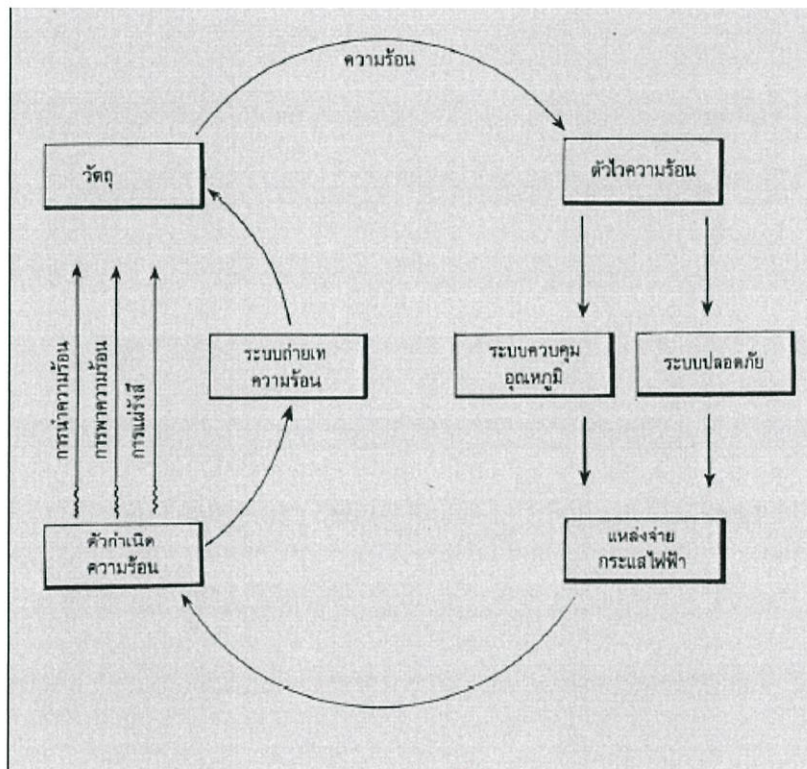 ความร้อน
วัตถุ
ตัวไวความร้อน
การนำความร้อน
การพาความร้อน
การแผ่รังสี
ระบบถ่ายเท
ความร้อน
ระบบควบคุม
อุณหภูมิ
ระบบปลอดภัย
ตัวกำเนิด
ความร้อน
แหล่งจ่าย
กระแสไฟฟ้า